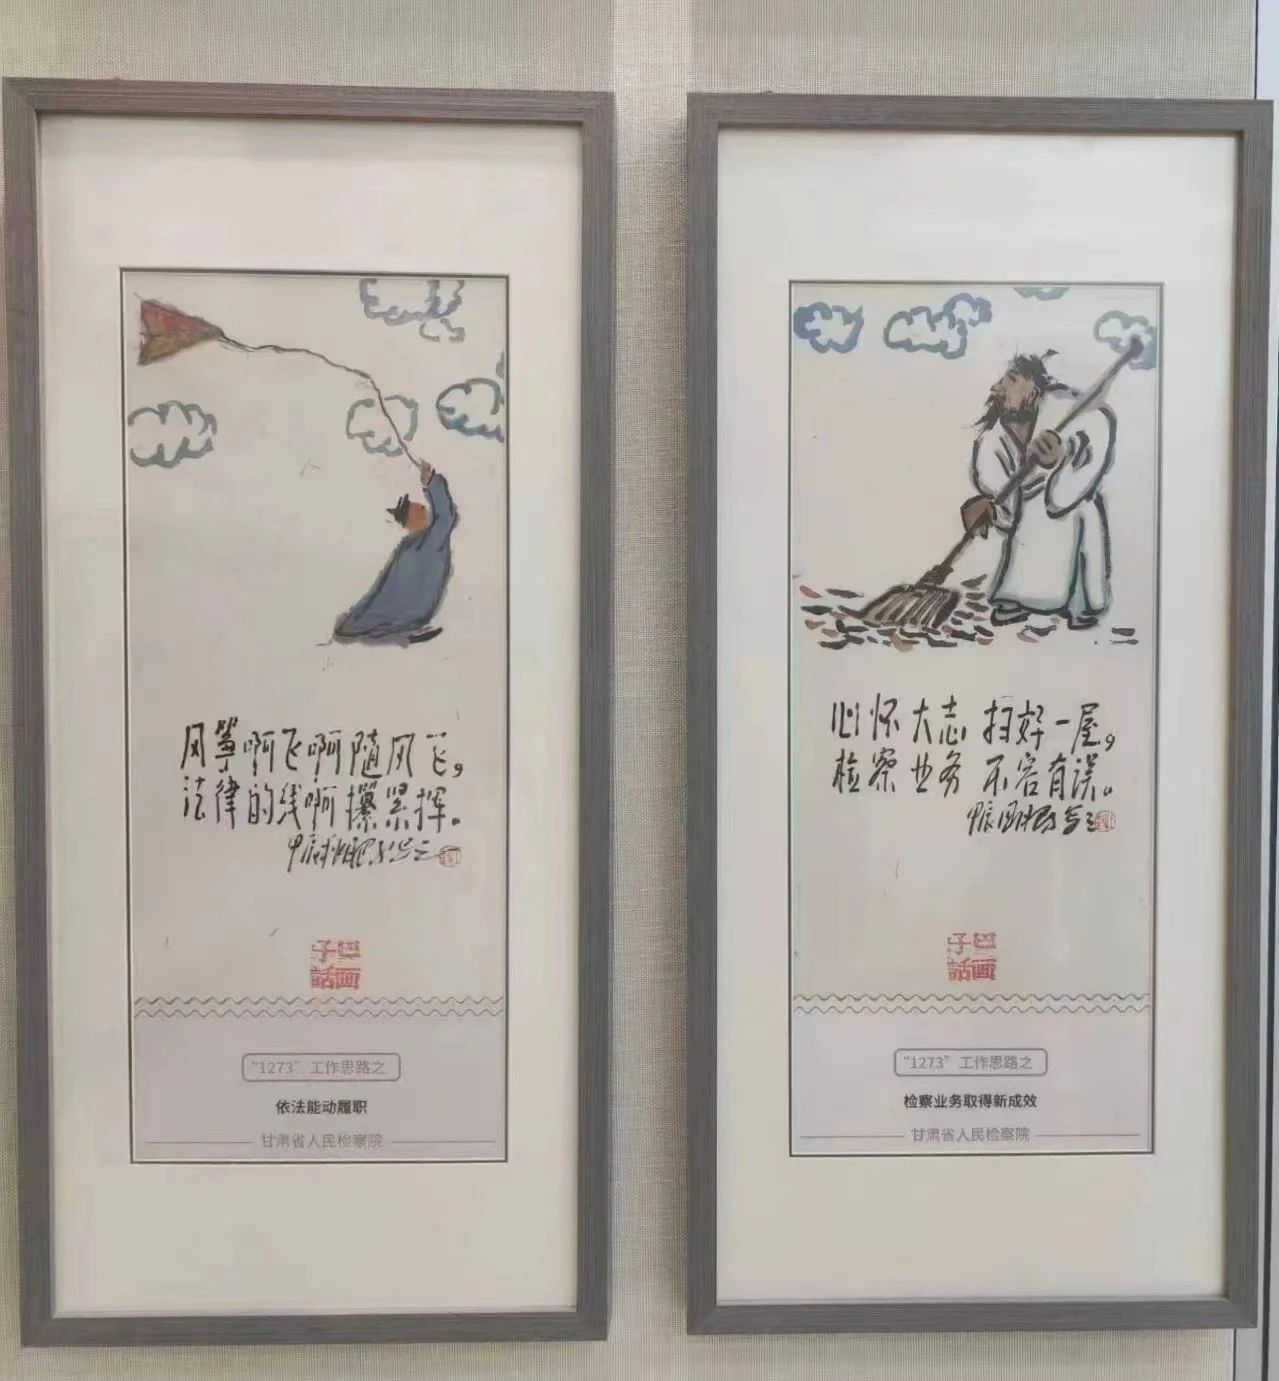 风筝啊飞啊随风飞，
法律的线啊攥紧挥。
巴子
画話
“1273”工作思路之
依法能动履职
甘肃省人民检察院
心怀大志 扫好一屋，
检察业务 不容有误。
巴子
画話
“1273”工作思路之
检察业务取得新成效
甘肃省人民检察院